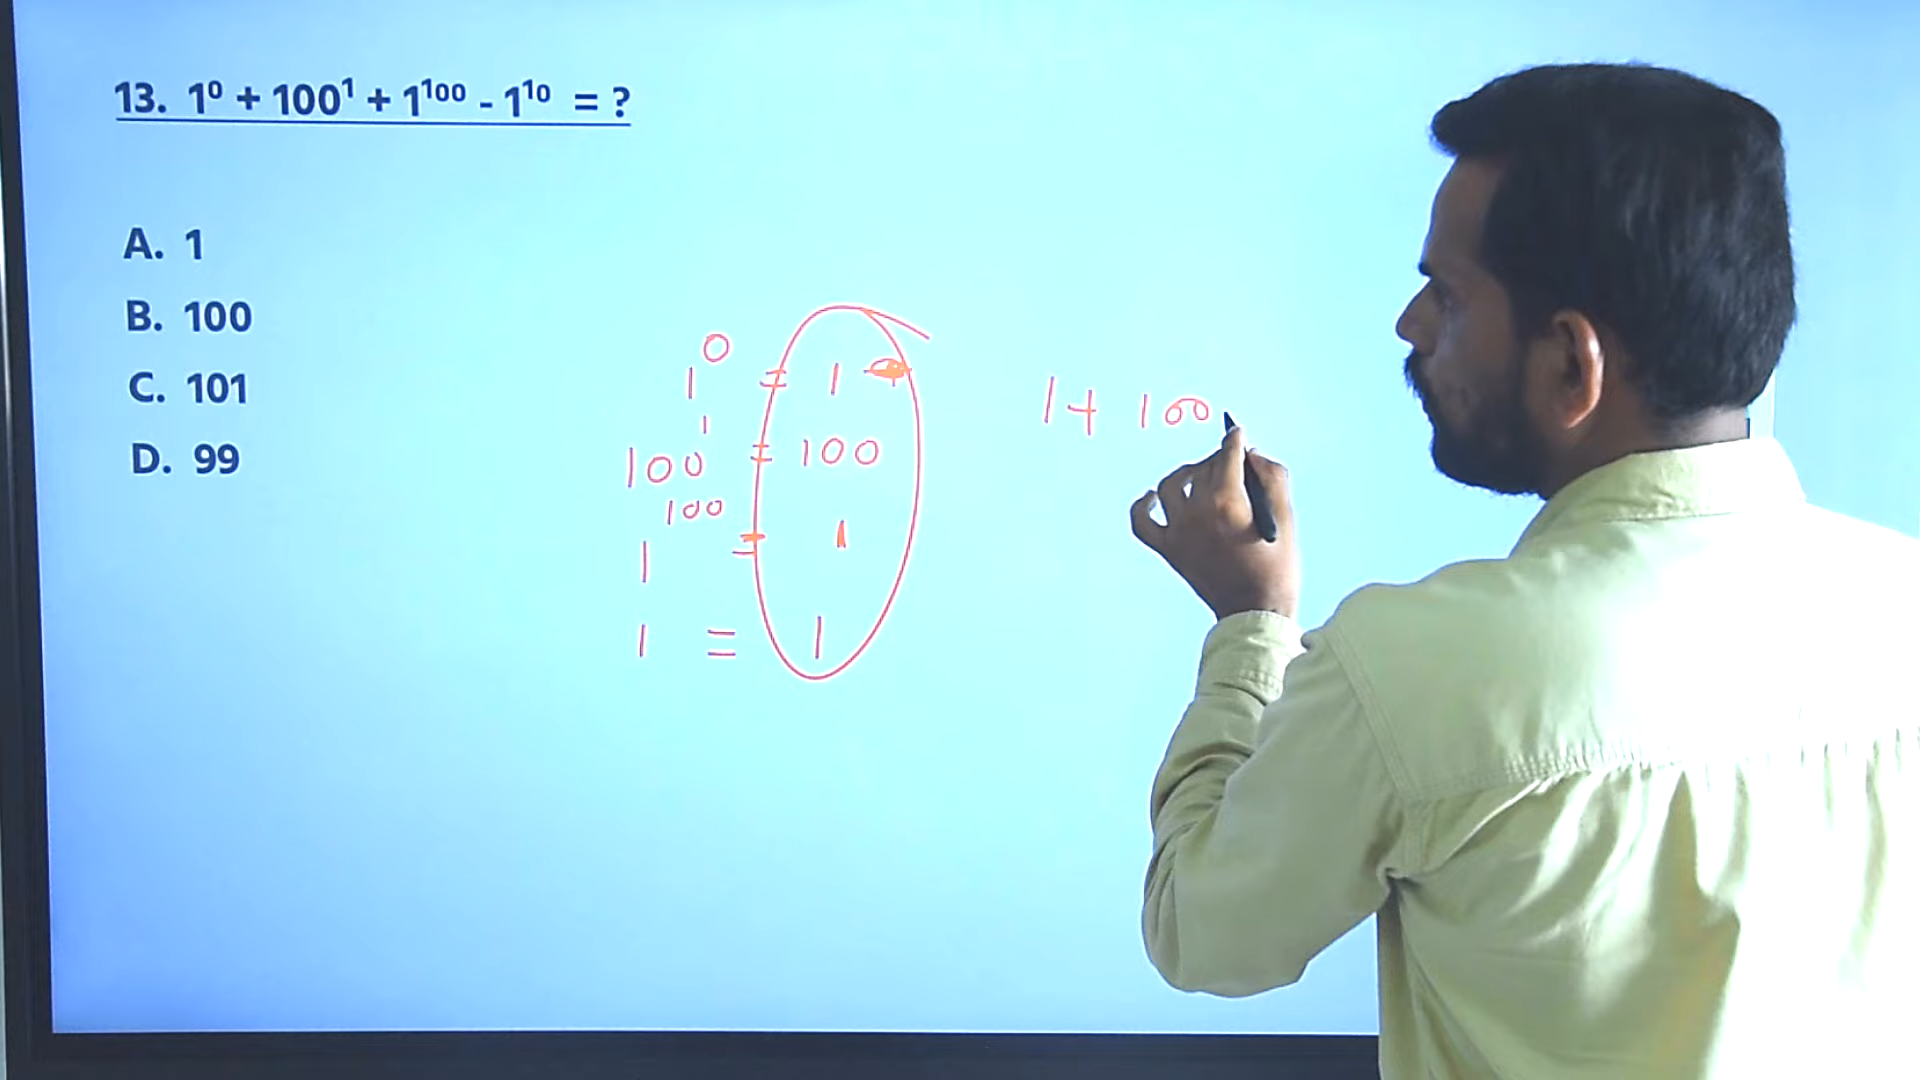 13. 1⁰ + 100¹ + 1¹⁰⁰ - 1¹⁰ = ?
A. 1
B. 100
C. 101
D. 99
1⁰ = 1
100¹ = 100
1¹⁰⁰ = 1
1 = 1
1 + 100